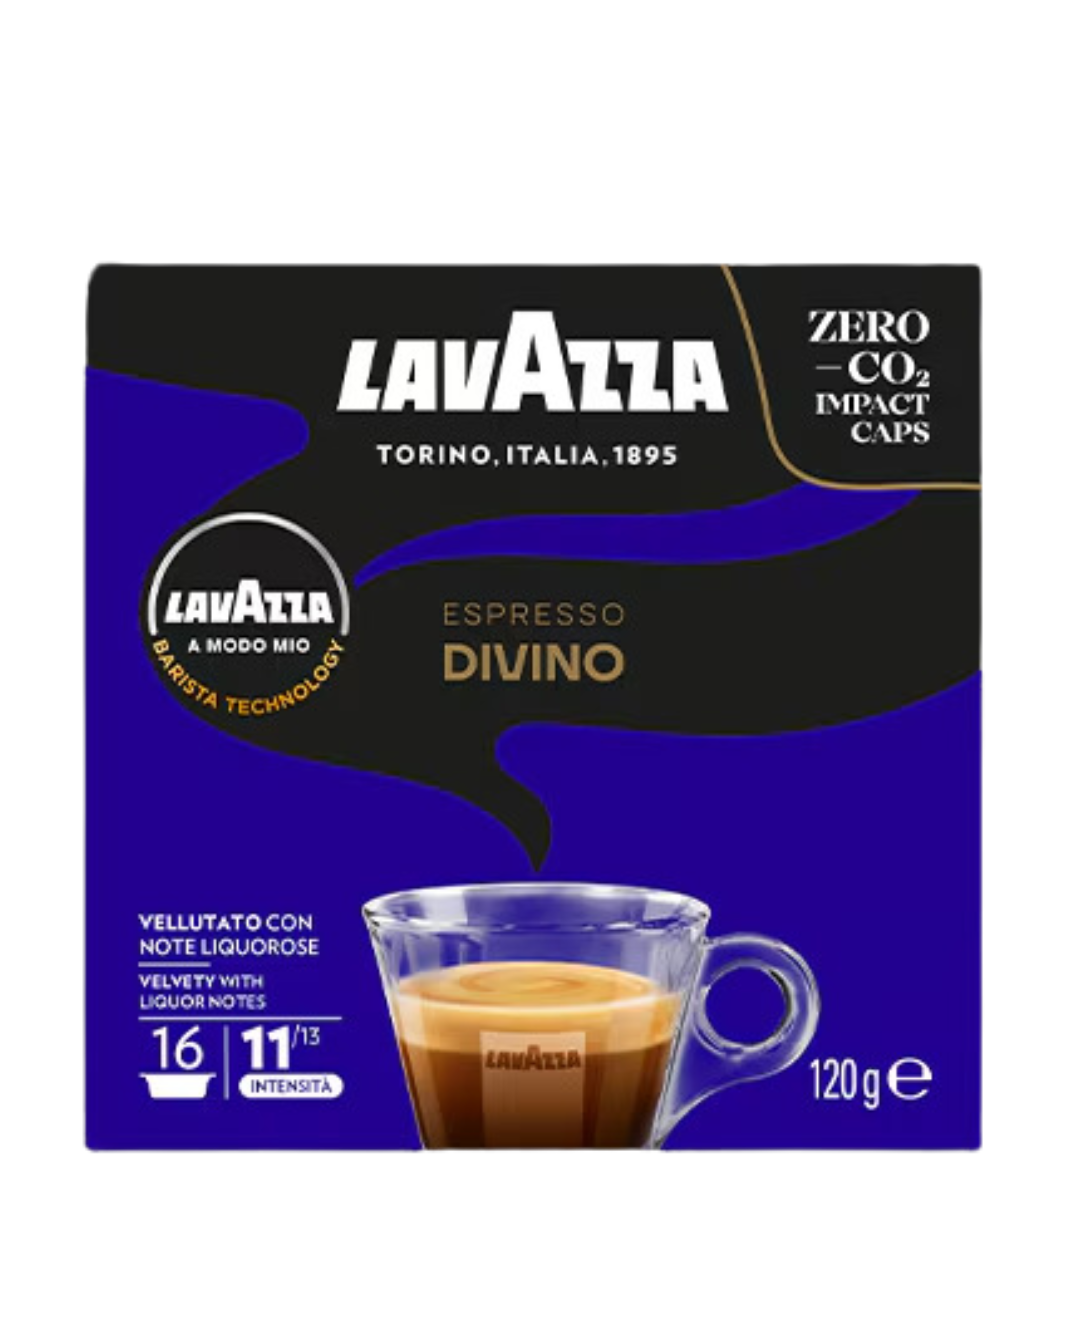 LAVAZZA
TORINO, ITALIA, 1895
ZERO
–CO₂
IMPACT
CAPS
LAVAZZA
A MODO MIO
BARISTA TECHNOLOGY
ESPRESSO
DIVINO
VELLUTATO CON
NOTE LIQUOROSE
VELVETY WITH
LIQUOR NOTES
16 11/13
INTENSITÀ
LAVAZZA
120 g ℮